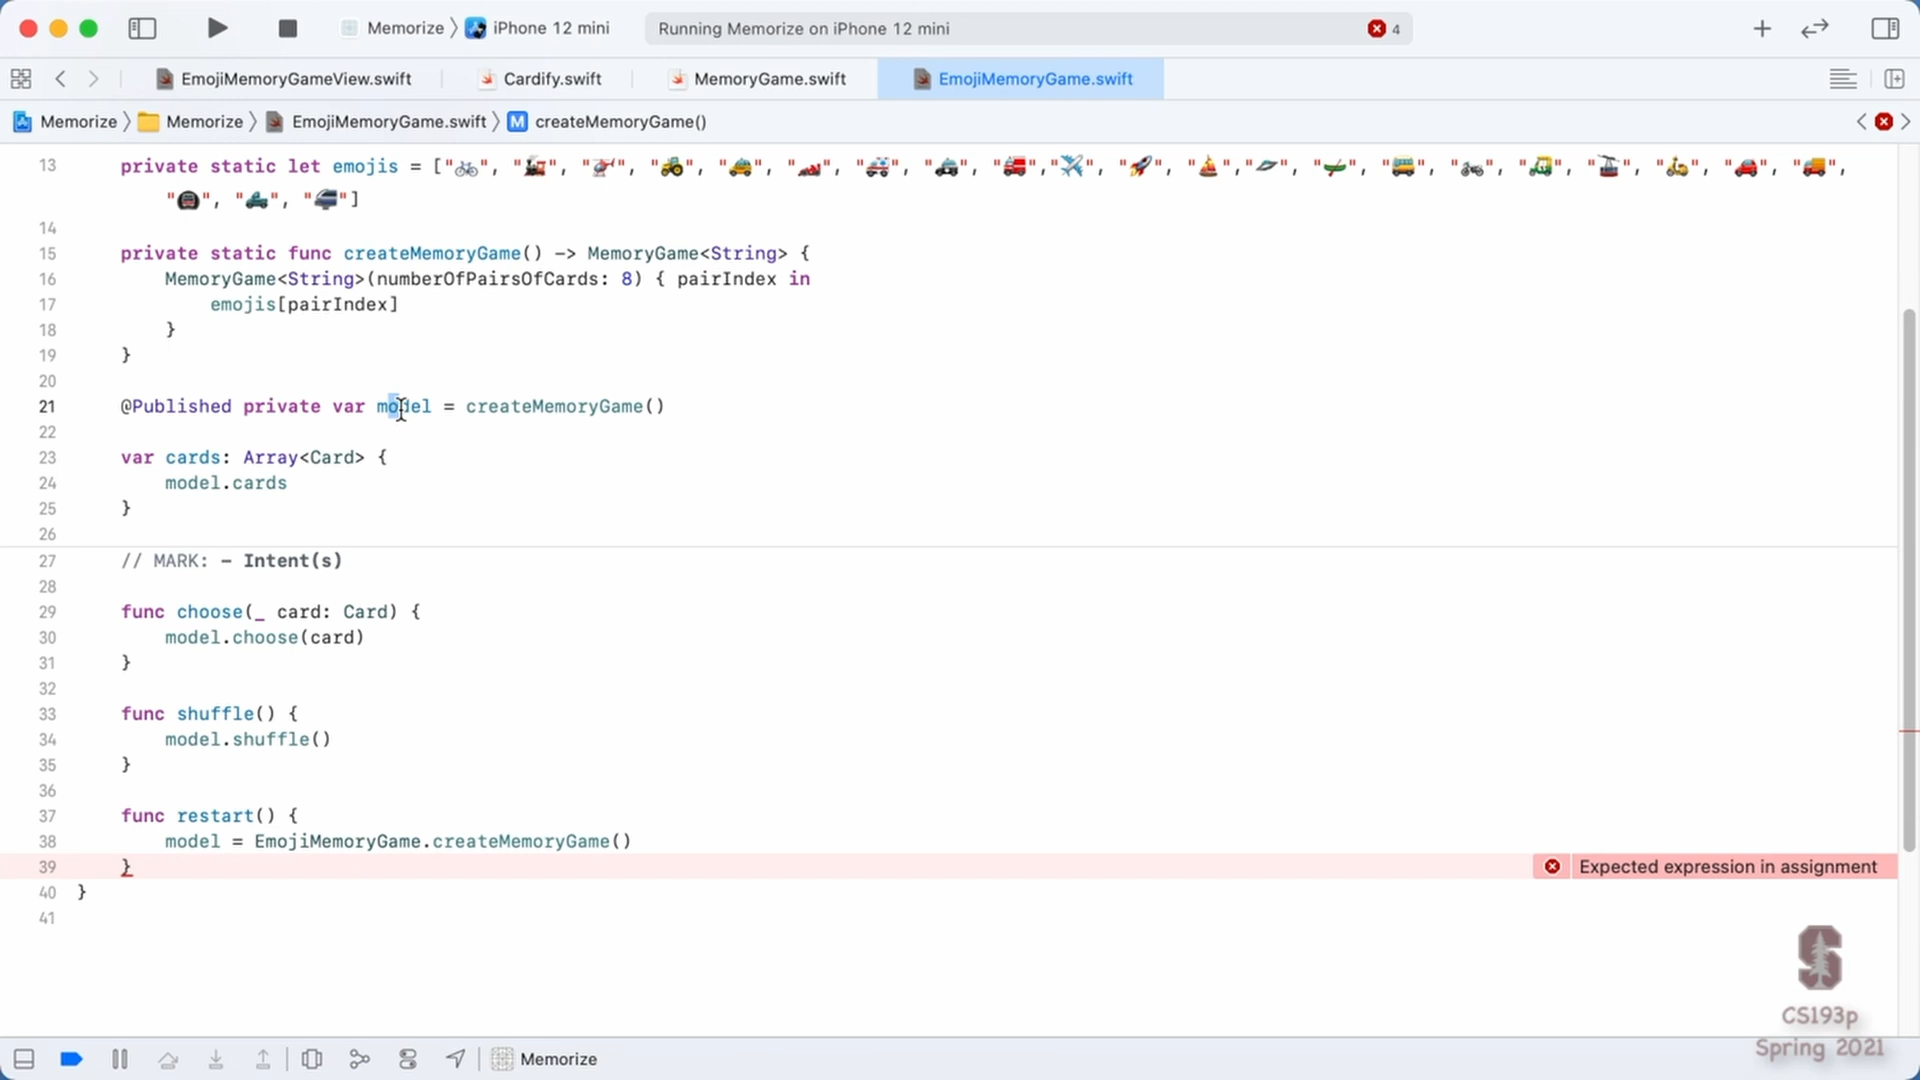 Memorize 〉 iPhone 12 mini
Running Memorize on iPhone 12 mini
4
EmojiMemoryGameView.swift
Cardify.swift
MemoryGame.swift
EmojiMemoryGame.swift
Memorize 〉 Memorize 〉 EmojiMemoryGame.swift 〉 M createMemoryGame()
13 private static let emojis = ["🚲", "🚂", "🚁", "🚜", "🚕", "🏎", "🚑", "🚓", "🚒","✈️", "🚀", "⛵️","🛸", "🛶", "🚌", "🏍", "🛺", "🚠", "🛵", "🚗", "🚚",
"🚇", "🛻", "🚝"]
14
15 private static func createMemoryGame() -> MemoryGame<String> {
16 MemoryGame<String>(numberOfPairsOfCards: 8) { pairIndex in
17 emojis[pairIndex]
18 }
19 }
20
21 @Published private var model = createMemoryGame()
22
23 var cards: Array<Card> {
24 model.cards
25 }
26
27 // MARK: - Intent(s)
28
29 func choose(_ card: Card) {
30 model.choose(card)
31 }
32
33 func shuffle() {
34 model.shuffle()
35 }
36
37 func restart() {
38 model = EmojiMemoryGame.createMemoryGame()
39 } Expected expression in assignment
40 }
41
S
CS193p
Spring 2021
Memorize